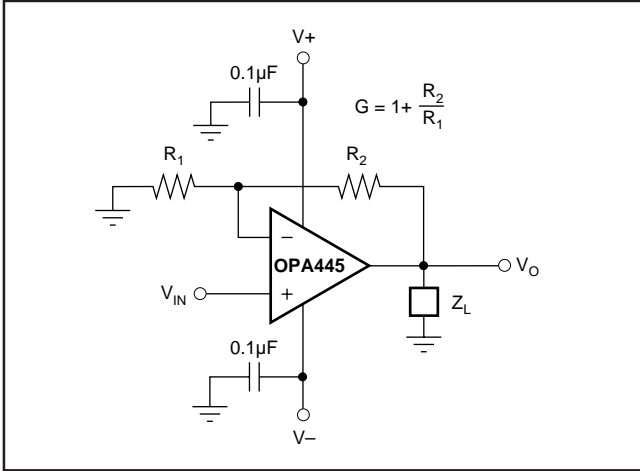 V+
0.1µF
G = 1+ R2
R1
R1
R2
–
OPA445
+
VIN
VO
ZL
0.1µF
V–